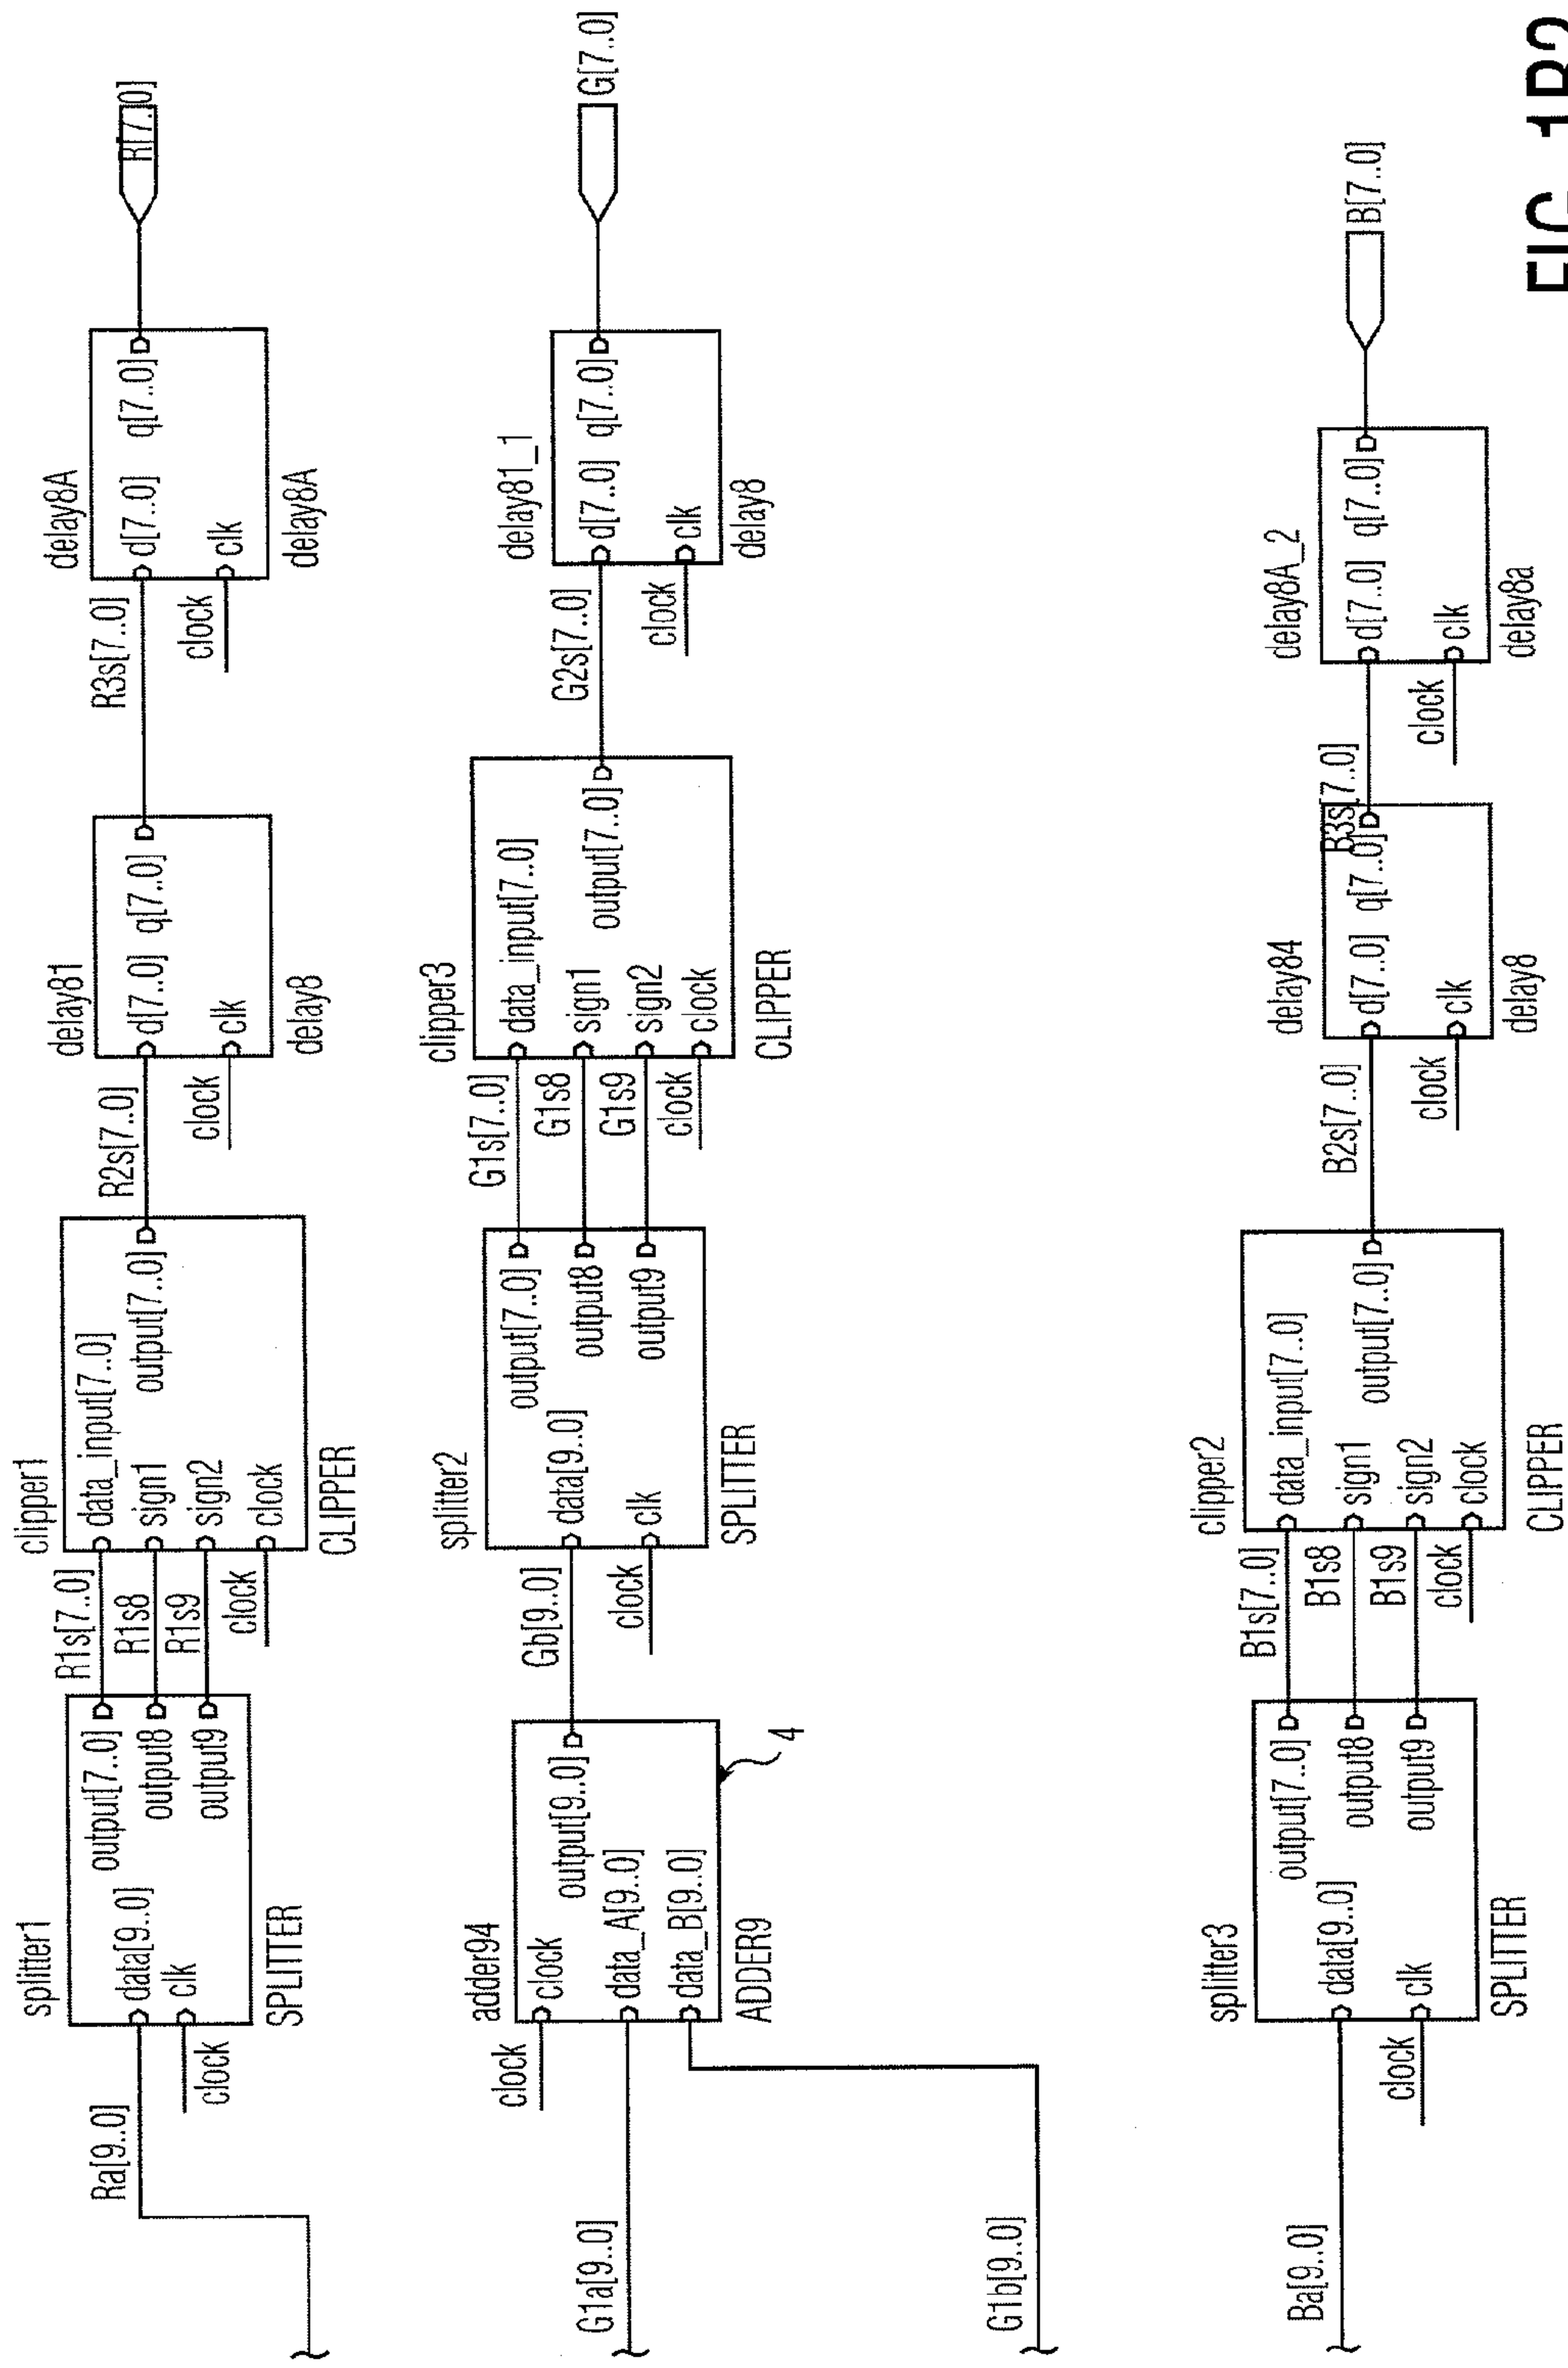 splitter1
Ra[9..0]
data[9..0]
clk
clock
output[7..0]
output8
output9
SPLITTER
R1s[7..0]
R1s8
R1s9
clock
clipper1
data_input[7..0]
sign1
sign2
clock
output[7..0]
CLIPPER
R2s[7..0]
clock
delay81
d[7..0] q[7..0]
clk
delay8
R3s[7..0]
clock
delay8A
d[7..0] q[7..0]
clk
delay8A
R[7..0]
G1a[9..0]
G1b[9..0]
clock
adder94
clock
output[9..0]
data_A[9..0]
data_B[9..0]
ADDER9
4
Gb[9..0]
clock
splitter2
data[9..0]
clk
output[7..0]
output8
output9
SPLITTER
G1s[7..0]
G1s8
G1s9
clock
clipper3
data_input[7..0]
sign1
sign2
clock
output[7..0]
CLIPPER
G2s[7..0]
clock
delay81_1
d[7..0] q[7..0]
clk
delay8
G[7..0]
Ba[9..0]
clock
splitter3
data[9..0]
clk
output[7..0]
output8
output9
SPLITTER
B1s[7..0]
B1s8
B1s9
clock
clipper2
data_input[7..0]
sign1
sign2
clock
output[7..0]
CLIPPER
B2s[7..0]
clock
delay84
d[7..0] q[7..0]
clk
delay8
B3s[7..0]
clock
delay8A_2
d[7..0] q[7..0]
clk
delay8a
B[7..0]
FIG. 1B2